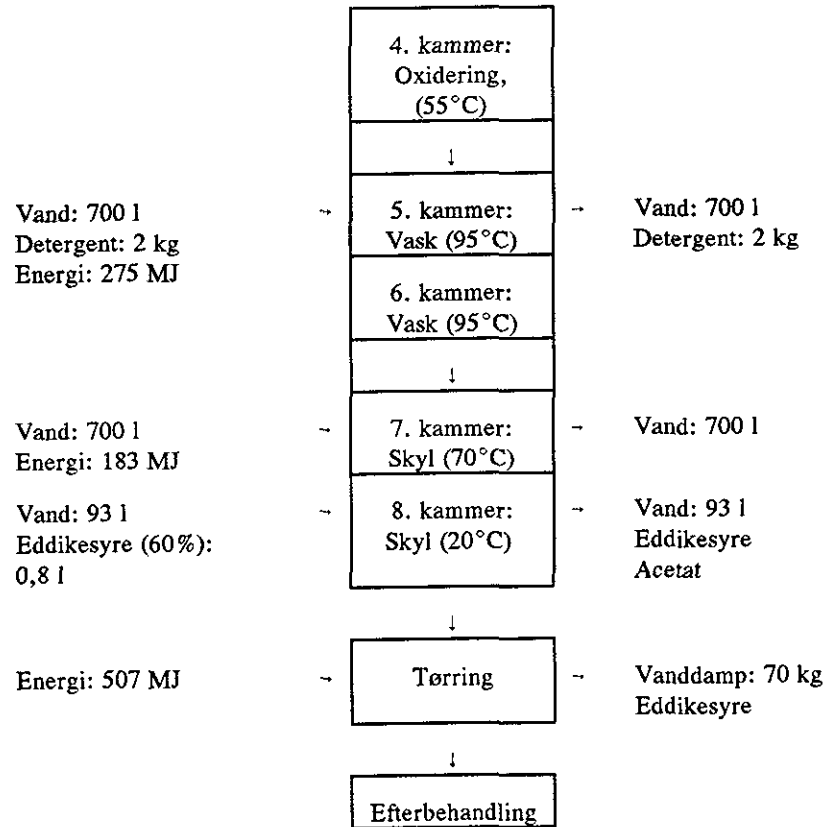 4. kammer:
Oxidering,
(55°C)
↓
Vand: 700 l → 5. kammer: → Vand: 700 l
Detergent: 2 kg Vask (95°C) Detergent: 2 kg
Energi: 275 MJ
6. kammer:
Vask (95°C)
↓
Vand: 700 l → 7. kammer: → Vand: 700 l
Energi: 183 MJ Skyl (70°C)
Vand: 93 l → 8. kammer: → Vand: 93 l
Eddikesyre (60%): Skyl (20°C) Eddikesyre
0,8 l Acetat
↓
Energi: 507 MJ → Tørring → Vanddamp: 70 kg
Eddikesyre
↓
Efterbehandling